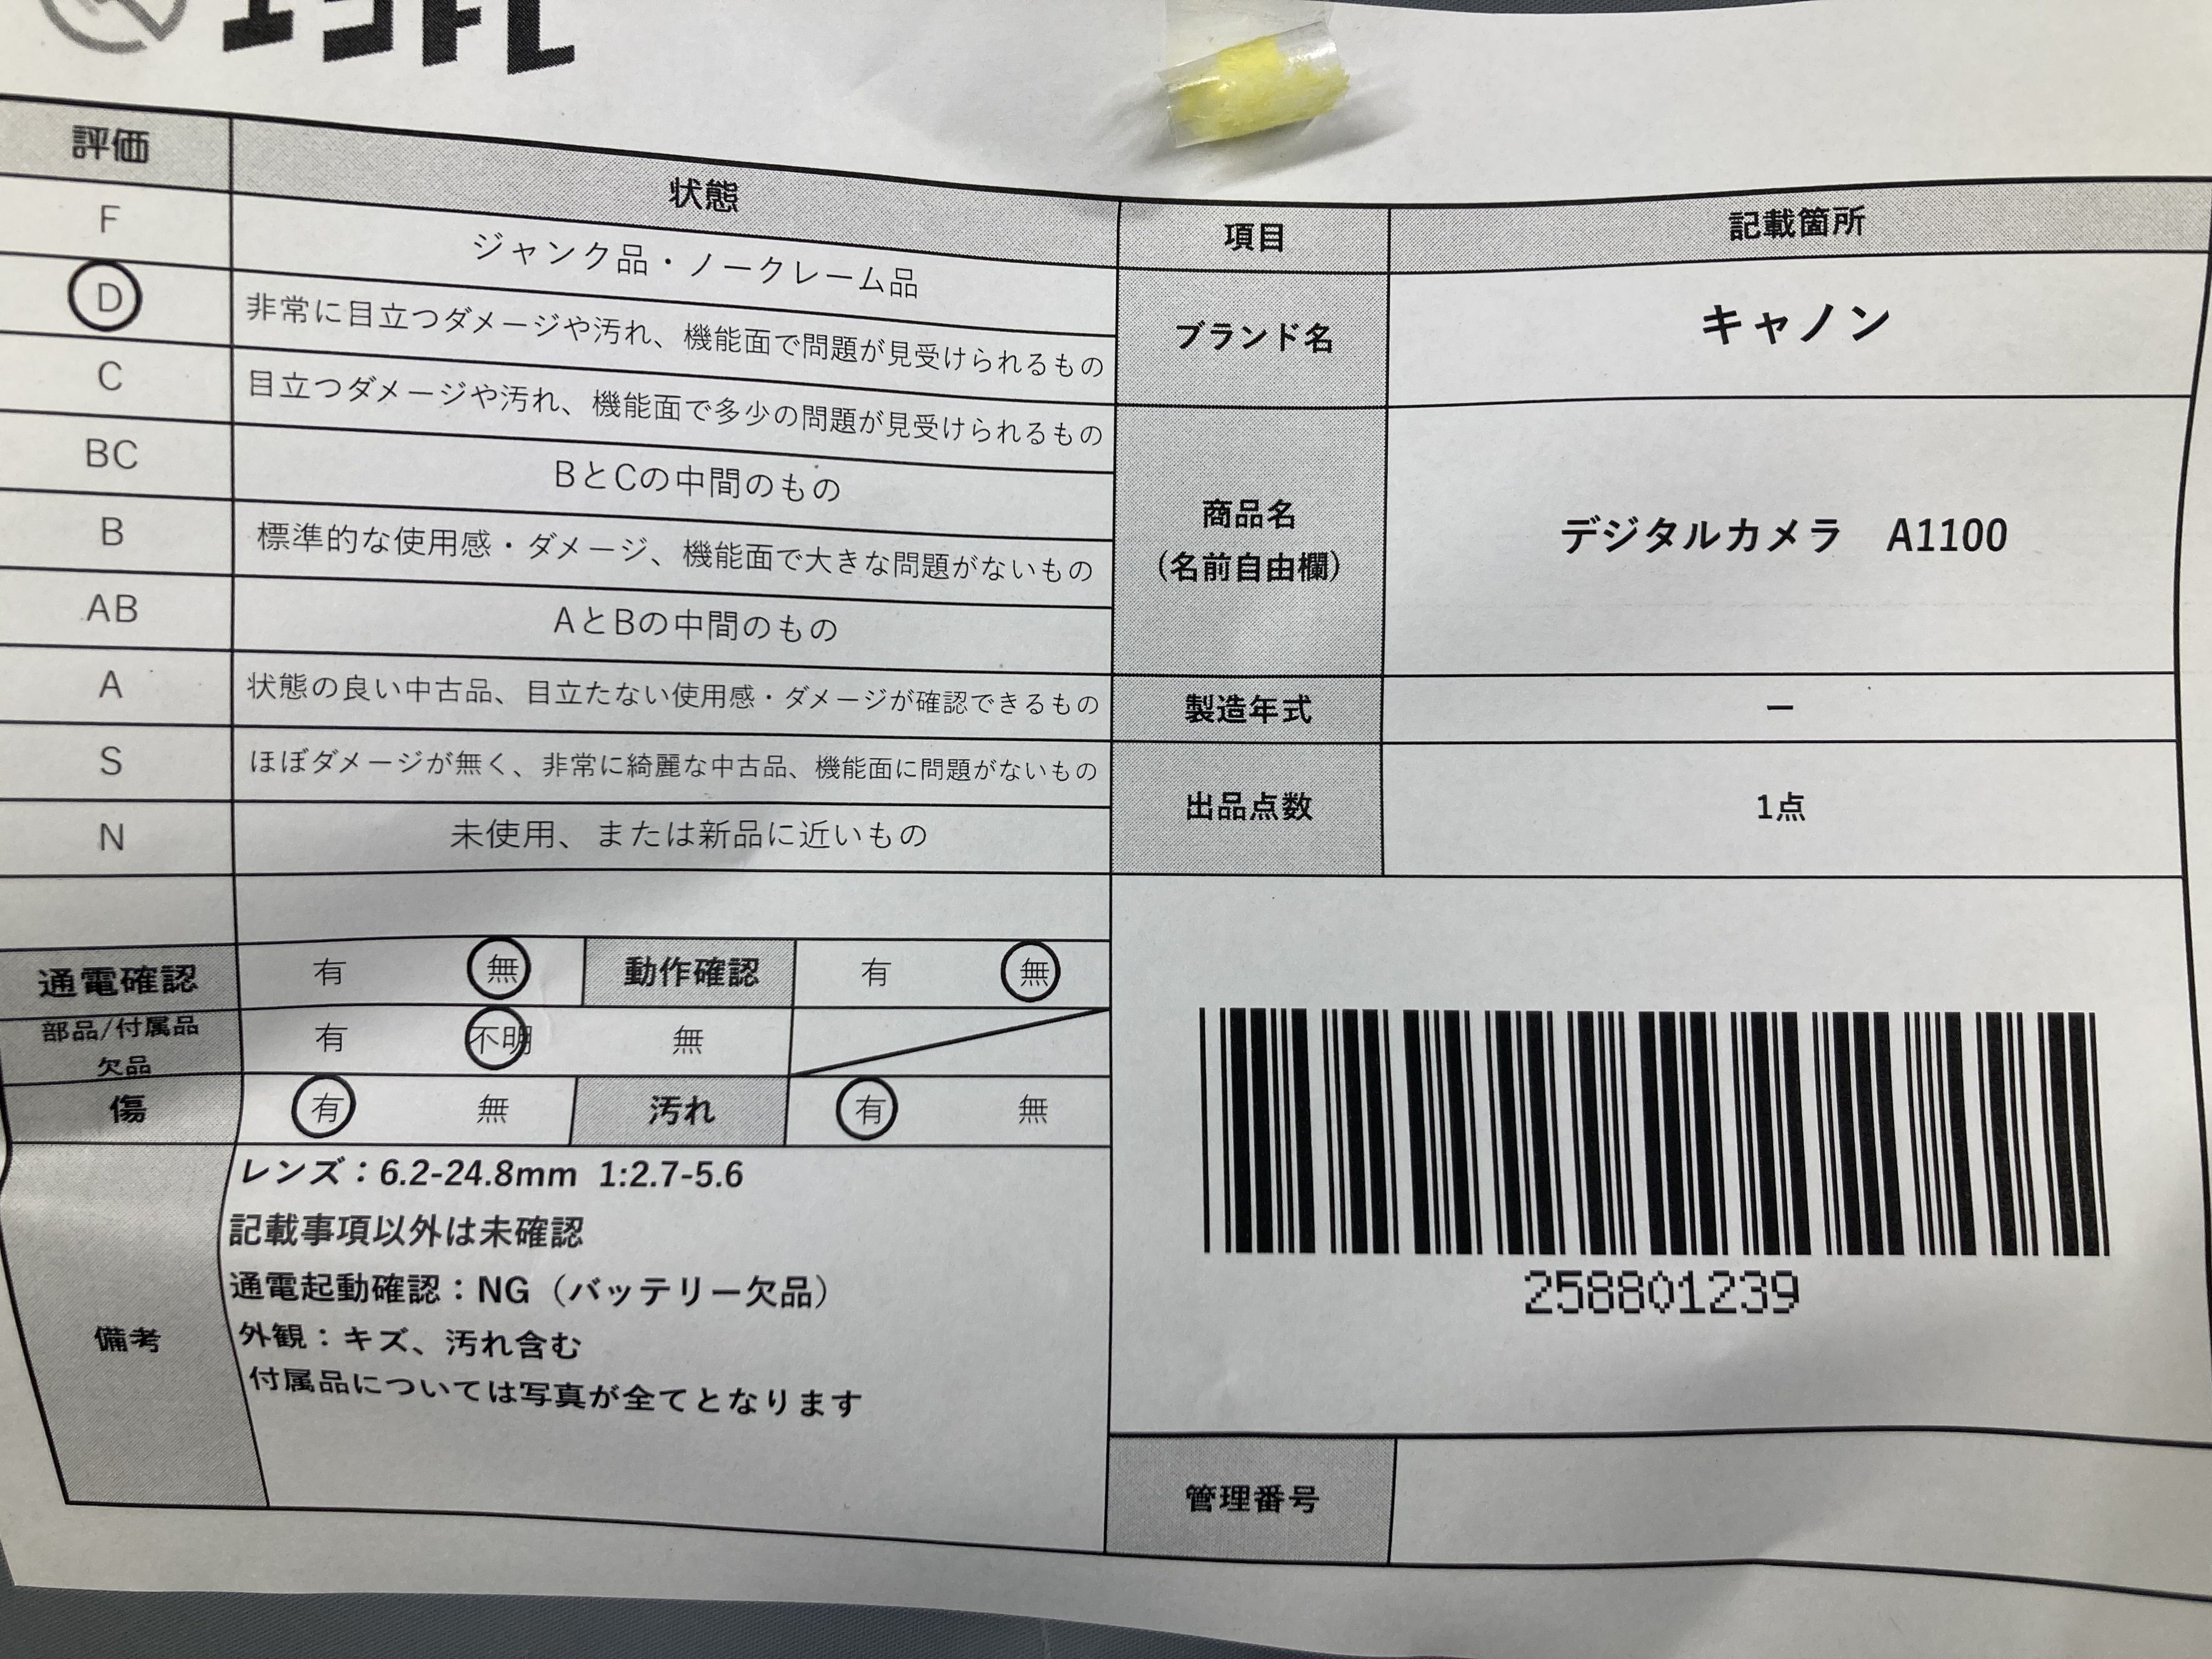 評価 状態
F ジャンク品・ノークレーム品
D 非常に目立つダメージや汚れ、機能面で問題が見受けられるもの
C 目立つダメージや汚れ、機能面で多少の問題が見受けられるもの
BC BとCの中間のもの
B 標準的な使用感・ダメージ、機能面で大きな問題がないもの
AB AとBの中間のもの
A 状態の良い中古品、目立たない使用感・ダメージが確認できるもの
S ほぼダメージが無く、非常に綺麗な中古品、機能面に問題がないもの
N 未使用、または新品に近いもの
通電確認 有 無 動作確認 有 無
部品/付属品
欠品 有 不明 無
傷 有 無 汚れ 有 無
備考
レンズ：6.2-24.8mm 1:2.7-5.6
記載事項以外は未確認
通電起動確認：NG（バッテリー欠品）
外観：キズ、汚れ含む
付属品については写真が全てとなります
項目 記載箇所
ブランド名 キャノン
商品名
（名前自由欄） デジタルカメラ A1100
製造年式 ー
出品点数 1点
258801239
管理番号